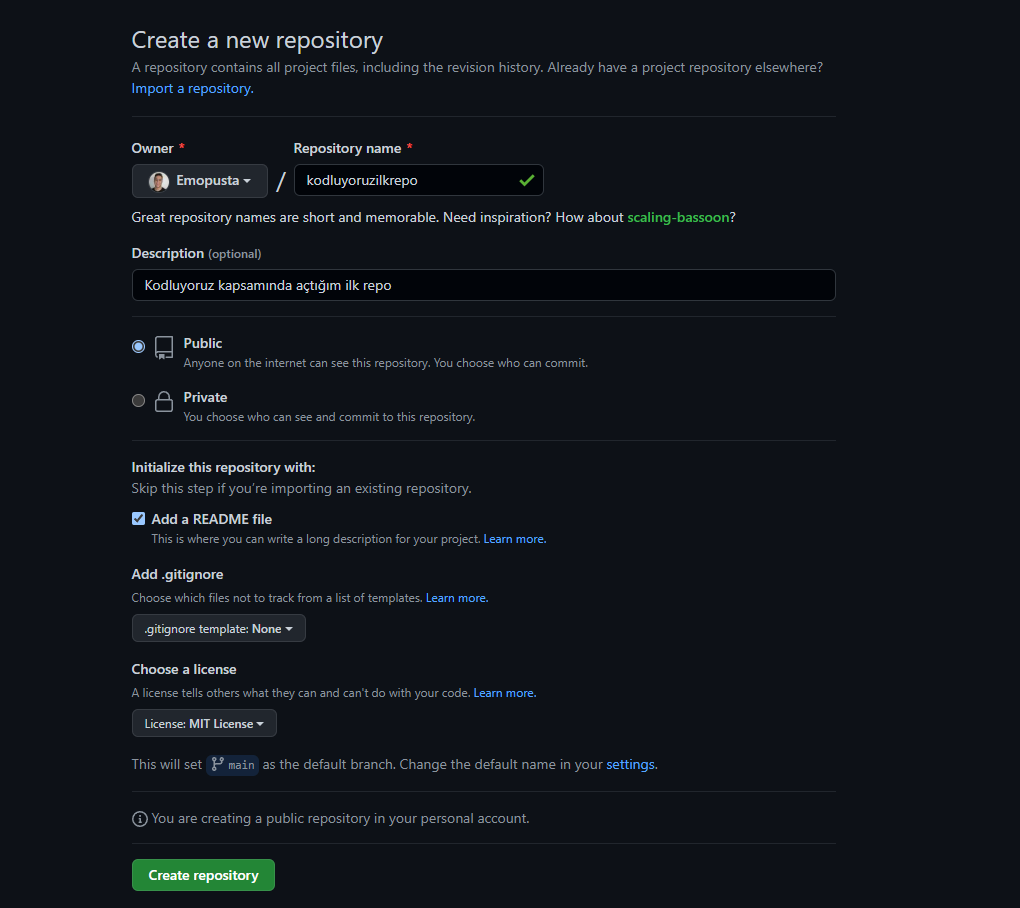 Create a new repository
A repository contains all project files, including the revision history. Already have a project repository elsewhere?
Import a repository.
Owner * Repository name *
Emopusta / kodluyoruzilkrepo
Great repository names are short and memorable. Need inspiration? How about scaling-bassoon?
Description (optional)
Kodluyoruz kapsamında açtığım ilk repo
Public
Anyone on the internet can see this repository. You choose who can commit.
Private
You choose who can see and commit to this repository.
Initialize this repository with:
Skip this step if you’re importing an existing repository.
Add a README file
This is where you can write a long description for your project. Learn more.
Add .gitignore
Choose which files not to track from a list of templates. Learn more.
.gitignore template: None
Choose a license
A license tells others what they can and can't do with your code. Learn more.
License: MIT License
This will set main as the default branch. Change the default name in your settings.
You are creating a public repository in your personal account.
Create repository